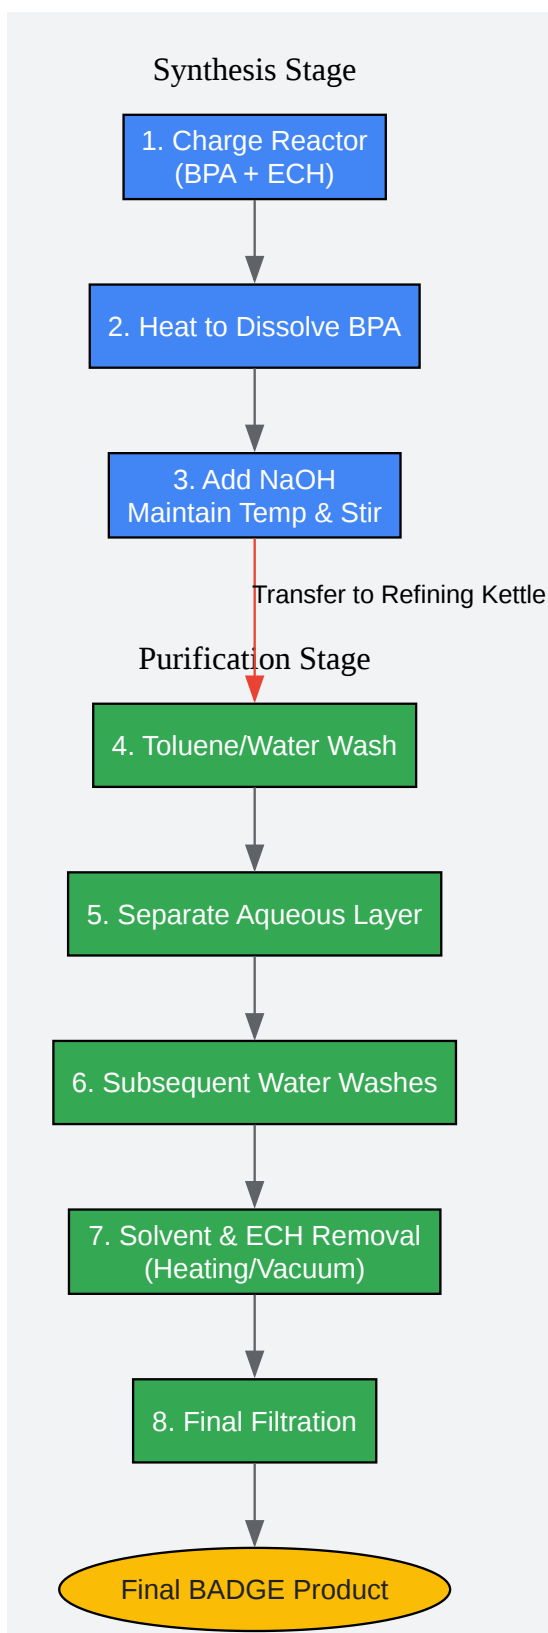 Synthesis Stage
1. Charge Reactor
(BPA + ECH)
2. Heat to Dissolve BPA
3. Add NaOH
Maintain Temp & Stir
Transfer to Refining Kettle
Purification Stage
4. Toluene/Water Wash
5. Separate Aqueous Layer
6. Subsequent Water Washes
7. Solvent & ECH Removal
(Heating/Vacuum)
8. Final Filtration
Final BADGE Product